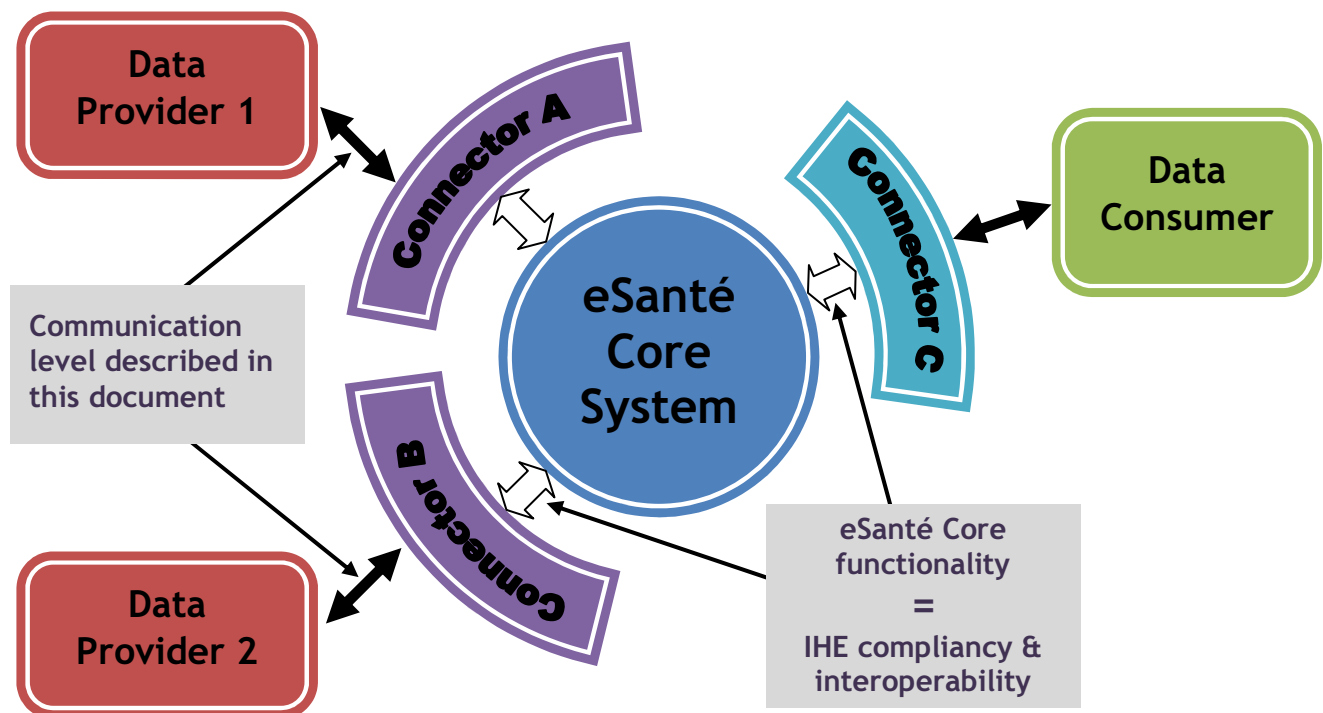 Data
Provider 1
Connector A
Connector C
Data
Consumer
eSanté
Core
System
Communication
level described in
this document
Connector B
Data
Provider 2
eSanté Core
functionality
=
IHE compliancy &
interoperability